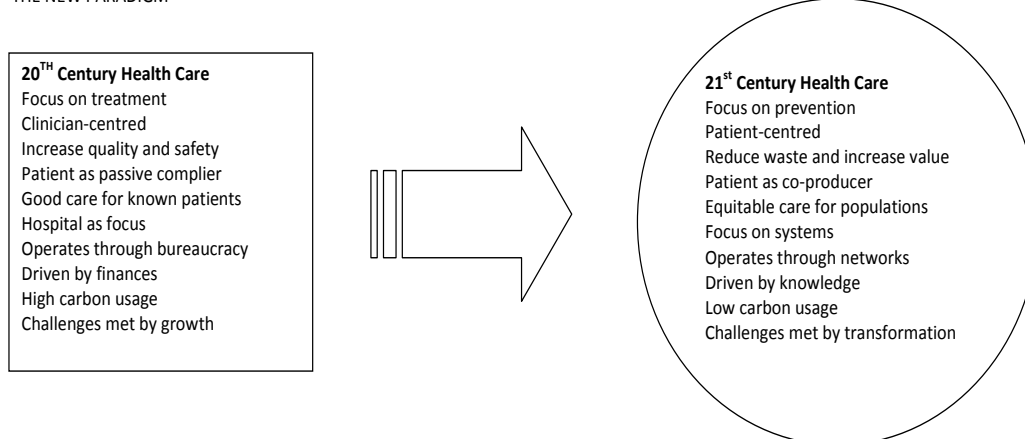 THE NEW PARADIGM
20TH Century Health Care
Focus on treatment
Clinician-centred
Increase quality and safety
Patient as passive complier
Good care for known patients
Hospital as focus
Operates through bureaucracy
Driven by finances
High carbon usage
Challenges met by growth
21st Century Health Care
Focus on prevention
Patient-centred
Reduce waste and increase value
Patient as co-producer
Equitable care for populations
Focus on systems
Operates through networks
Driven by knowledge
Low carbon usage
Challenges met by transformation